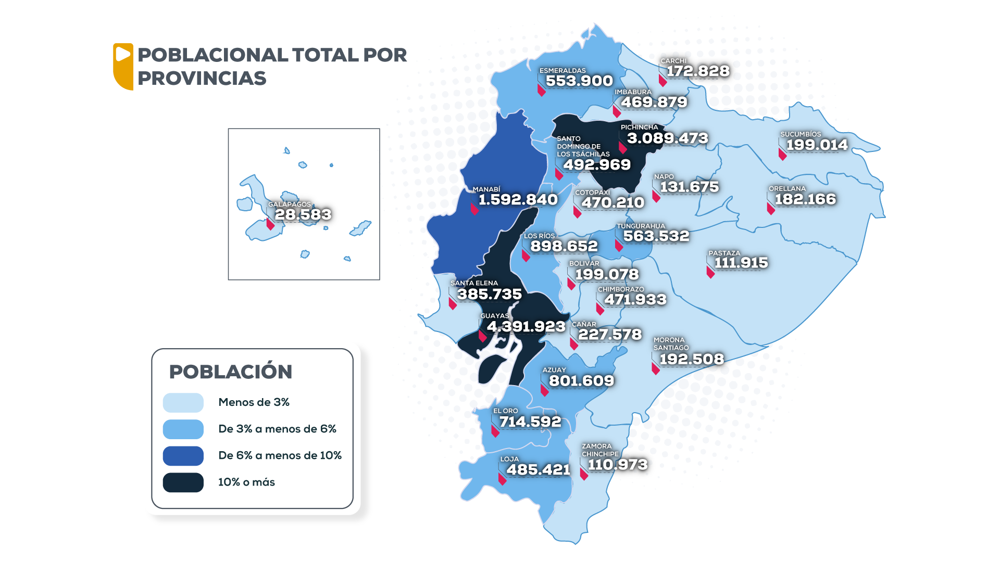 POBLACIONAL TOTAL POR
PROVINCIAS
ESMERALDAS
553.900
CARCHI
172.828
IMBABURA
469.879
PICHINCHA
3.089.473
SANTO
DOMINGO DE
LOS TSÁCHILAS
492.969
SUCUMBÍOS
199.014
NAPO
131.675
ORELLANA
182.166
MANABÍ
1.592.840
COTOPAXI
470.210
GALÁPAGOS
28.583
TUNGURAHUA
563.532
LOS RÍOS
898.652
PASTAZA
111.915
BOLIVAR
199.078
SANTA ELENA
385.735
CHIMBORAZO
471.933
GUAYAS
4.391.923
CAÑAR
227.578
MORONA
SANTIAGO
192.508
AZUAY
801.609
EL ORO
714.592
ZAMORA
CHINCHIPE
110.973
LOJA
485.421
POBLACIÓN
Menos de 3%
De 3% a menos de 6%
De 6% a menos de 10%
10% o más